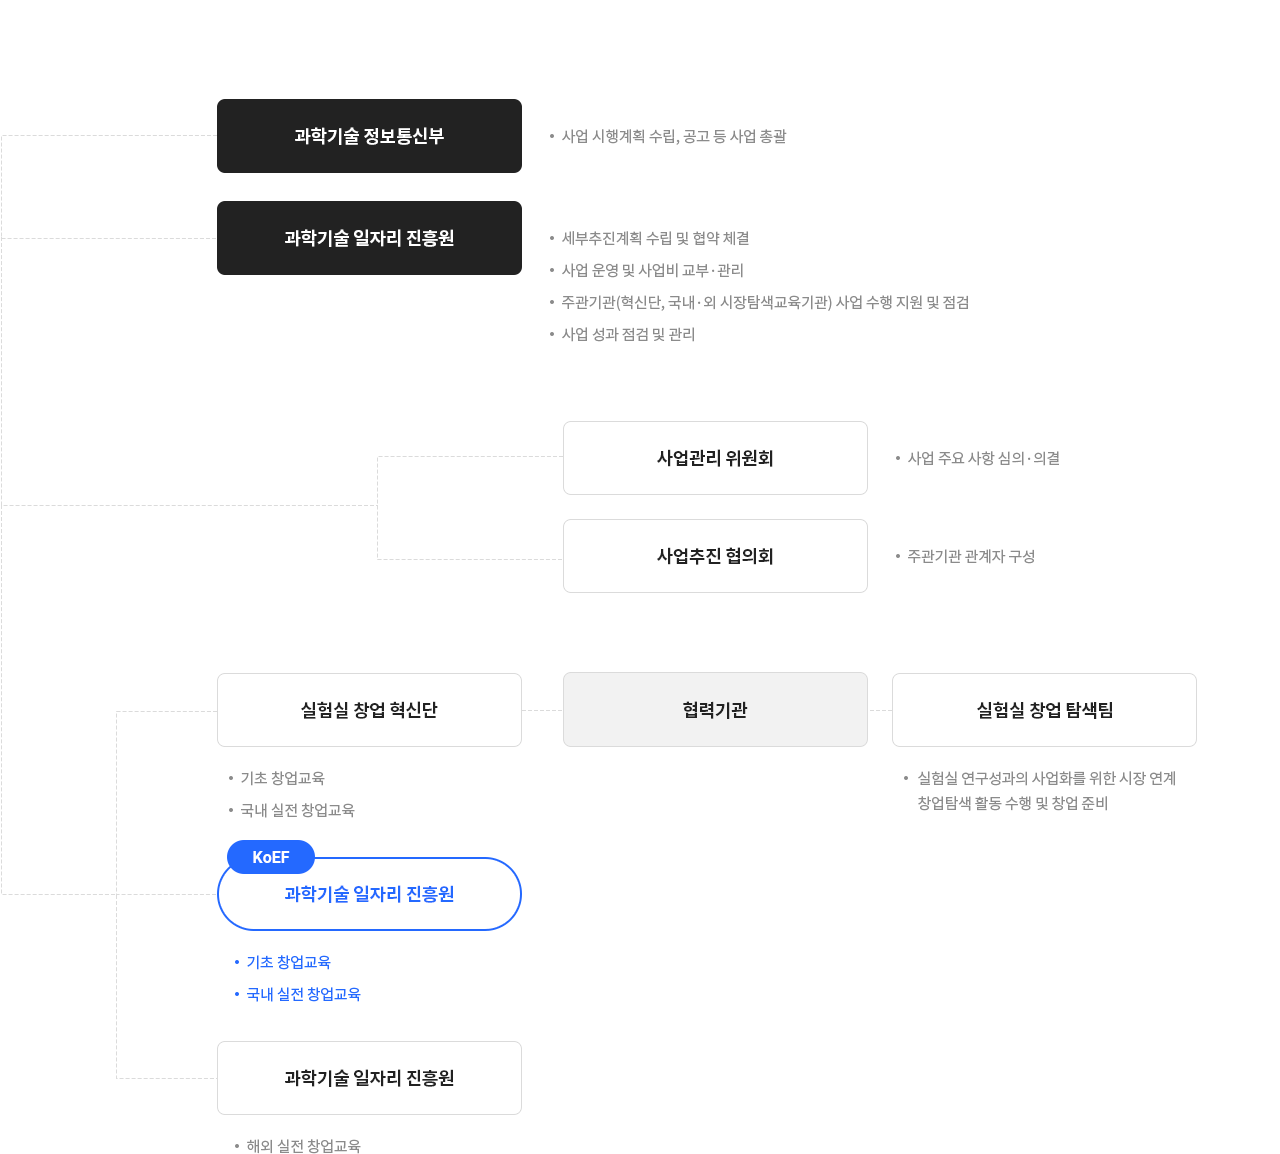 과학기술 정보통신부
• 사업 시행계획 수립, 공고 등 사업 총괄
과학기술 일자리 진흥원
• 세부추진계획 수립 및 협약 체결
• 사업 운영 및 사업비 교부·관리
• 주관기관(혁신단, 국내·외 시장탐색교육기관) 사업 수행 지원 및 점검
• 사업 성과 점검 및 관리
사업관리 위원회
• 사업 주요 사항 심의·의결
사업추진 협의회
• 주관기관 관계자 구성
실험실 창업 혁신단
• 기초 창업교육
• 국내 실전 창업교육
협력기관
실험실 창업 탐색팀
• 실험실 연구성과의 사업화를 위한 시장 연계
창업탐색 활동 수행 및 창업 준비
KoEF
과학기술 일자리 진흥원
• 기초 창업교육
• 국내 실전 창업교육
과학기술 일자리 진흥원
• 해외 실전 창업교육